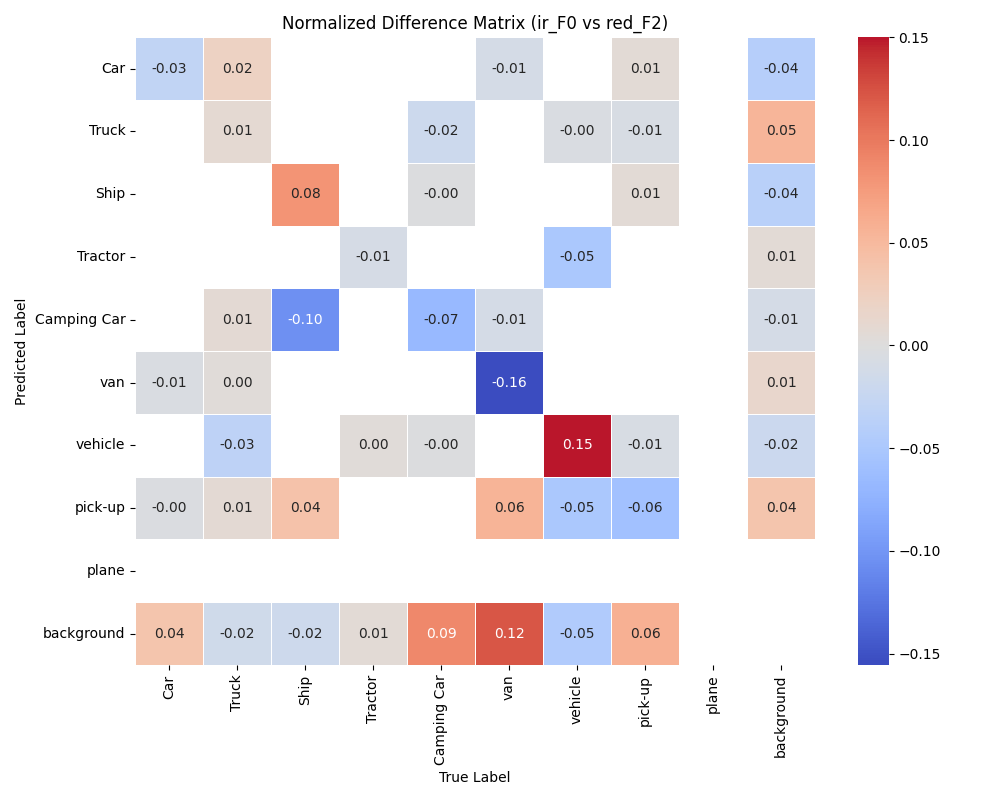 Normalized Difference Matrix (ir_F0 vs red_F2)
Predicted Label
Car -0.03 0.02 -0.01 0.01 -0.04
Truck 0.01 -0.02 -0.00 -0.01 0.05
Ship 0.08 -0.00 0.01 -0.04
Tractor -0.01 -0.05 0.01
Camping Car 0.01 -0.10 -0.07 -0.01 -0.01
van -0.01 0.00 -0.16 0.01
vehicle -0.03 0.00 -0.00 0.15 -0.01 -0.02
pick-up -0.00 0.01 0.04 0.06 -0.05 -0.06 0.04
plane
background 0.04 -0.02 -0.02 0.01 0.09 0.12 -0.05 0.06
Car Truck Ship Tractor Camping Car van vehicle pick-up plane background
True Label
0.15
0.10
0.05
0.00
−0.05
−0.10
−0.15